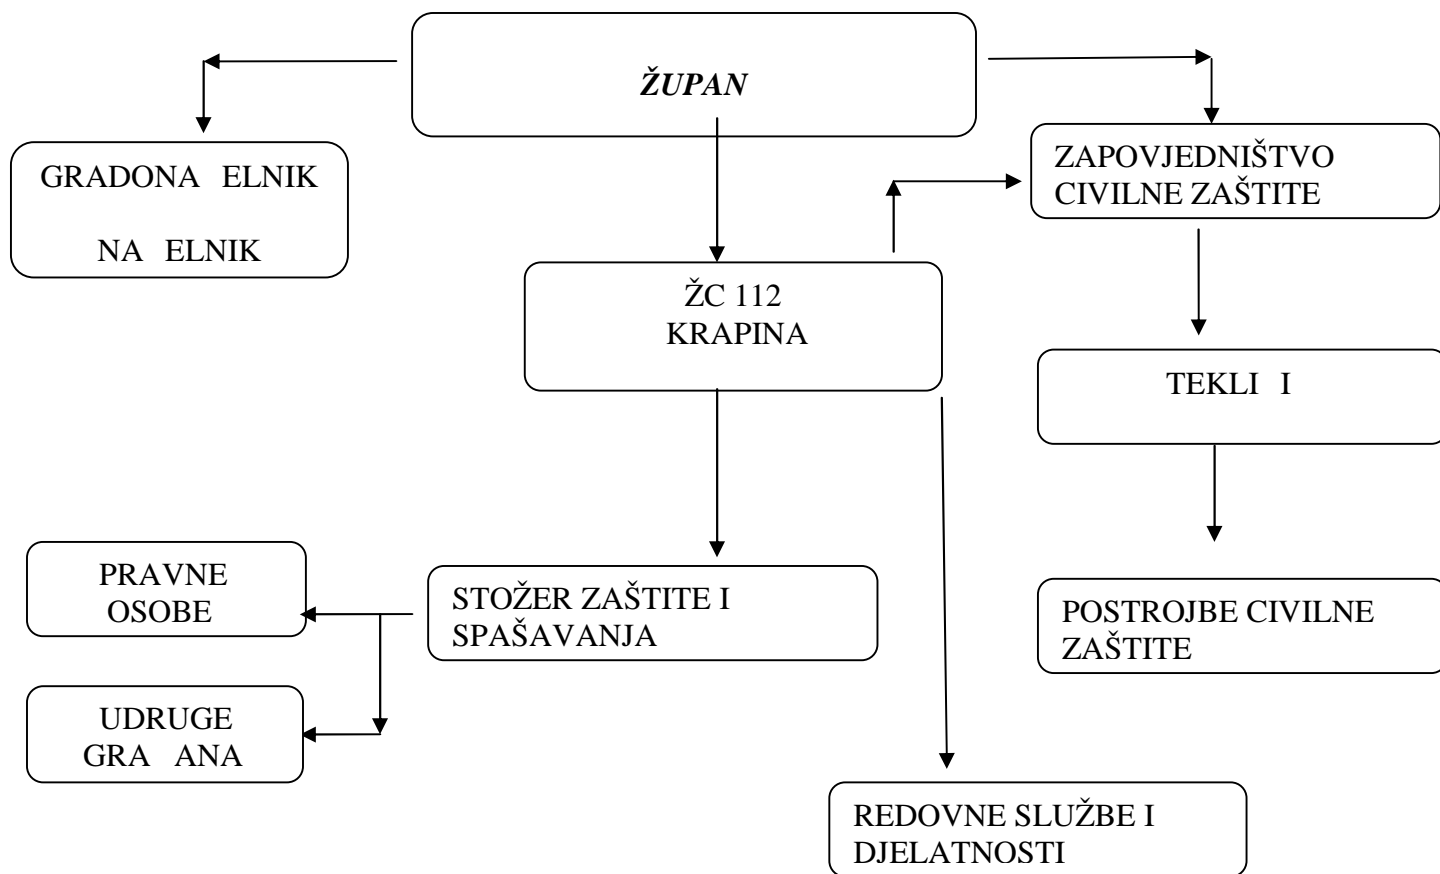 ŽUPAN
GRADONA ELNIK
NA ELNIK
ZAPOVJEDNIŠTVO
CIVILNE ZAŠTITE
ŽC 112
KRAPINA
TEKLI I
PRAVNE
OSOBE
STOŽER ZAŠTITE I
SPAŠAVANJA
POSTROJBE CIVILNE
ZAŠTITE
UDRUGE
GRA ANA
REDOVNE SLUŽBE I
DJELATNOSTI